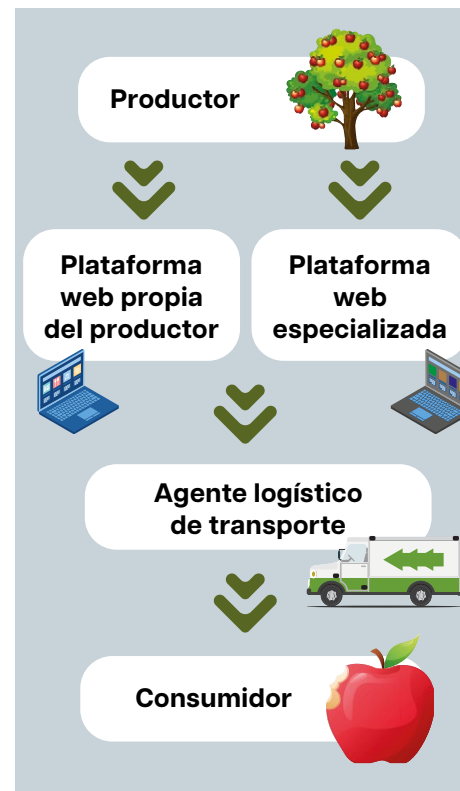 Productor
Plataforma
web propia
del productor
Plataforma
web
especializada
Agente logístico
de transporte
Consumidor